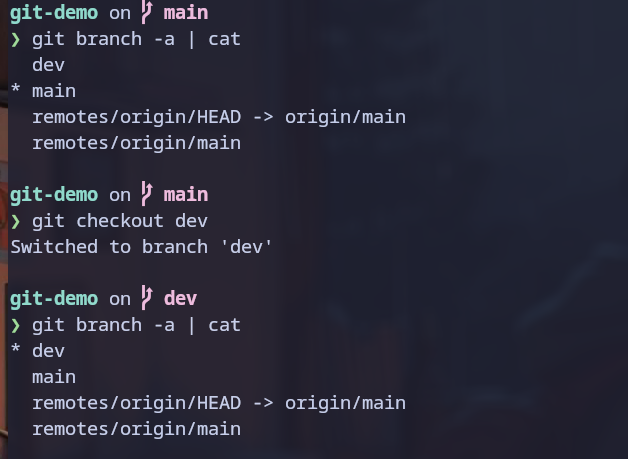 git-demo on main
❯ git branch -a | cat
  dev
* main
  remotes/origin/HEAD -> origin/main
  remotes/origin/main
git-demo on main
❯ git checkout dev
Switched to branch 'dev'
git-demo on dev
❯ git branch -a | cat
* dev
  main
  remotes/origin/HEAD -> origin/main
  remotes/origin/main